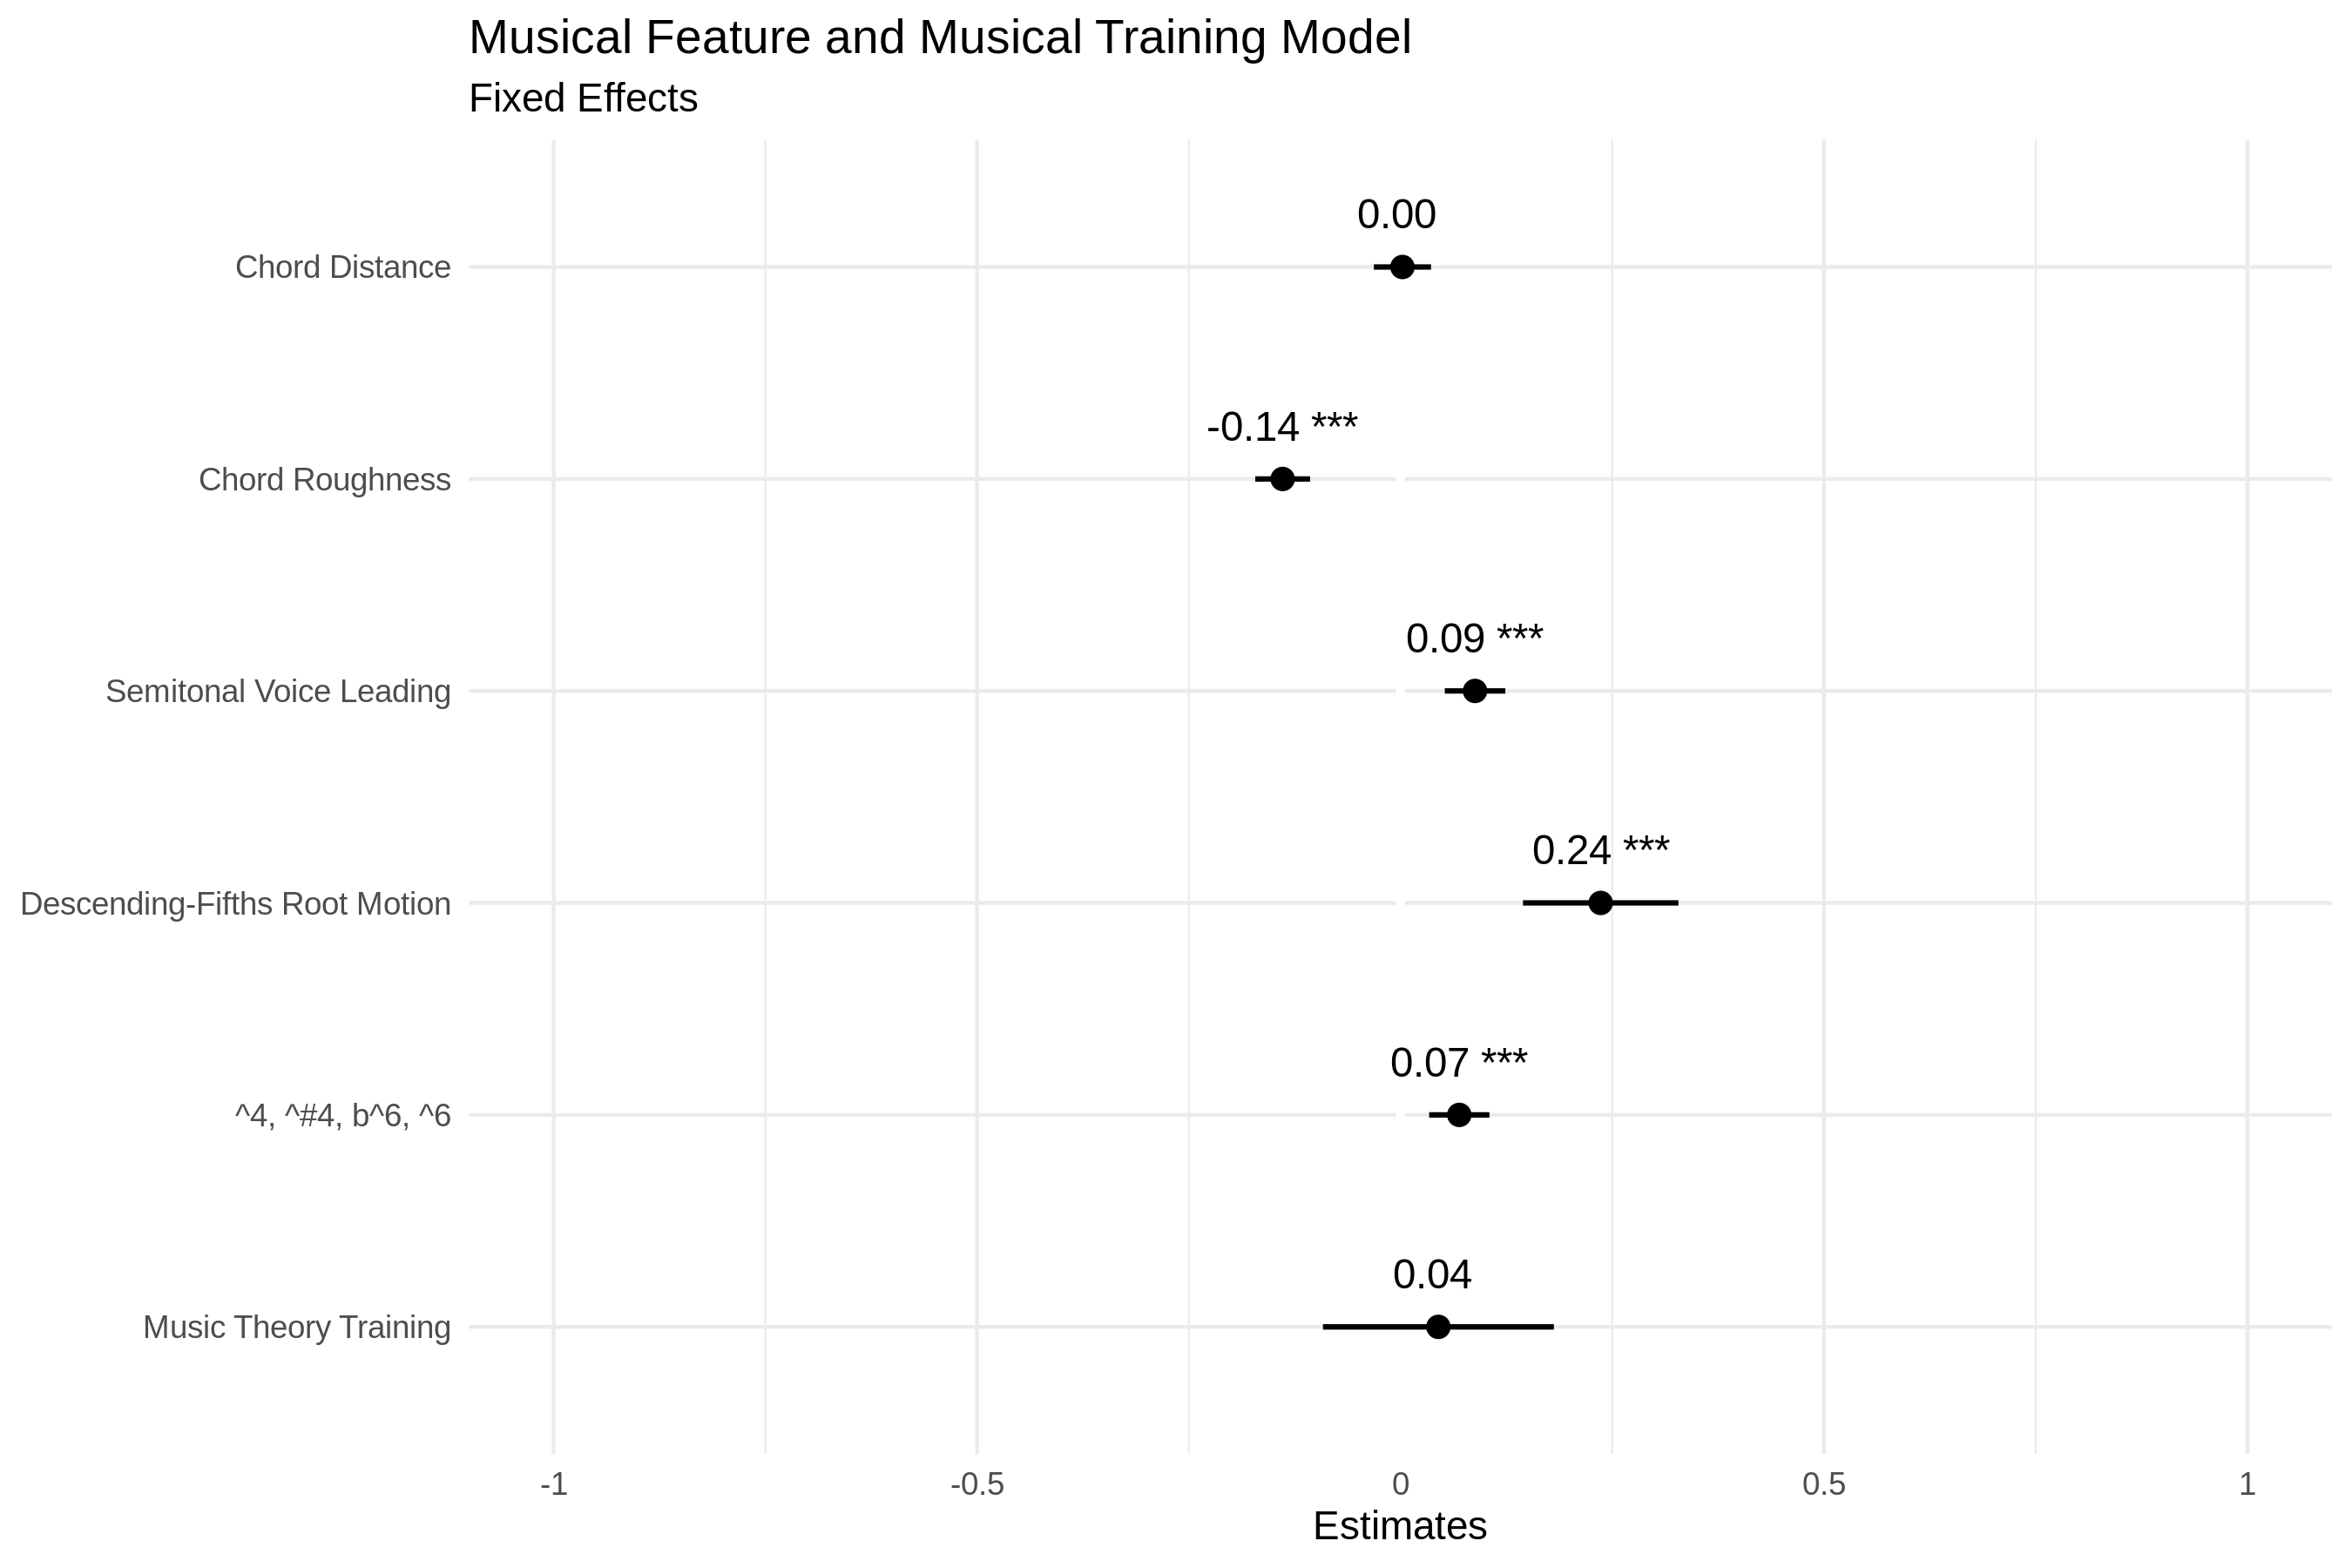 Musical Feature and Musical Training Model
Fixed Effects
0.00
Chord Distance
-0.14 ***
Chord Roughness
0.09 ***
Semitonal Voice Leading
0.24 ***
Descending-Fifths Root Motion
0.07 ***
^4, ^#4, b^6, ^6
0.04
Music Theory Training
-1 -0.5 0 0.5 1
Estimates